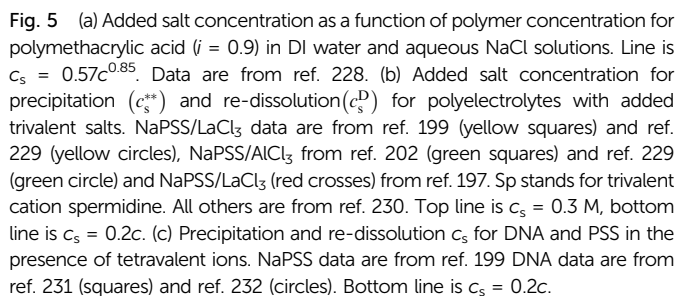 Fig. 5 (a) Added salt concentration as a function of polymer concentration for
polymethacrylic acid (i = 0.9) in DI water and aqueous NaCl solutions. Line is
cₛ = 0.57c⁰·⁸⁵. Data are from ref. 228. (b) Added salt concentration for
precipitation (cₛ**) and re-dissolution(cₛᴰ) for polyelectrolytes with added
trivalent salts. NaPSS/LaCl₃ data are from ref. 199 (yellow squares) and ref.
229 (yellow circles), NaPSS/AlCl₃ from ref. 202 (green squares) and ref. 229
(green circle) and NaPSS/LaCl₃ (red crosses) from ref. 197. Sp stands for trivalent
cation spermidine. All others are from ref. 230. Top line is cₛ = 0.3 M, bottom
line is cₛ = 0.2c. (c) Precipitation and re-dissolution cₛ for DNA and PSS in the
presence of tetravalent ions. NaPSS data are from ref. 199 DNA data are from
ref. 231 (squares) and ref. 232 (circles). Bottom line is cₛ = 0.2c.